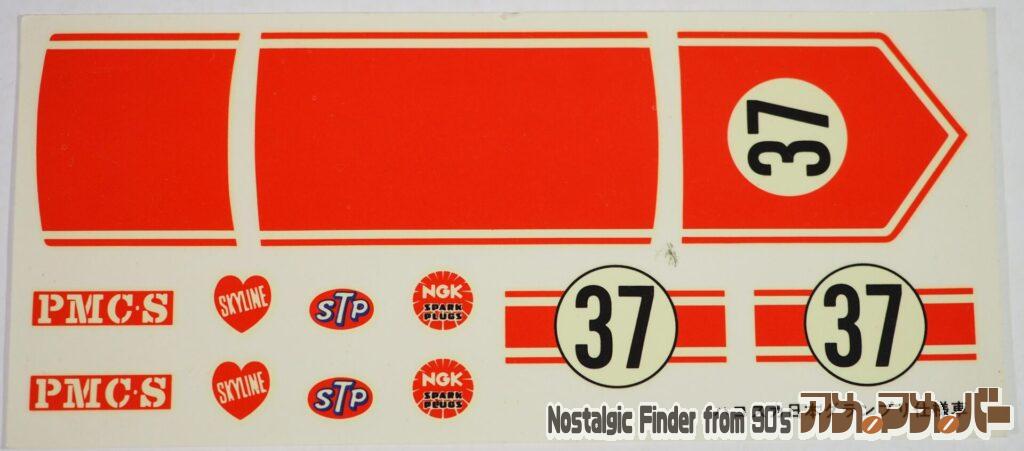 37
PMC·S
SKYLINE
STP
NGK
SPARK
PLUGS
37
37
PMC·S
SKYLINE
STP
NGK
SPARK
PLUGS
Nostalgic Finder from 90's